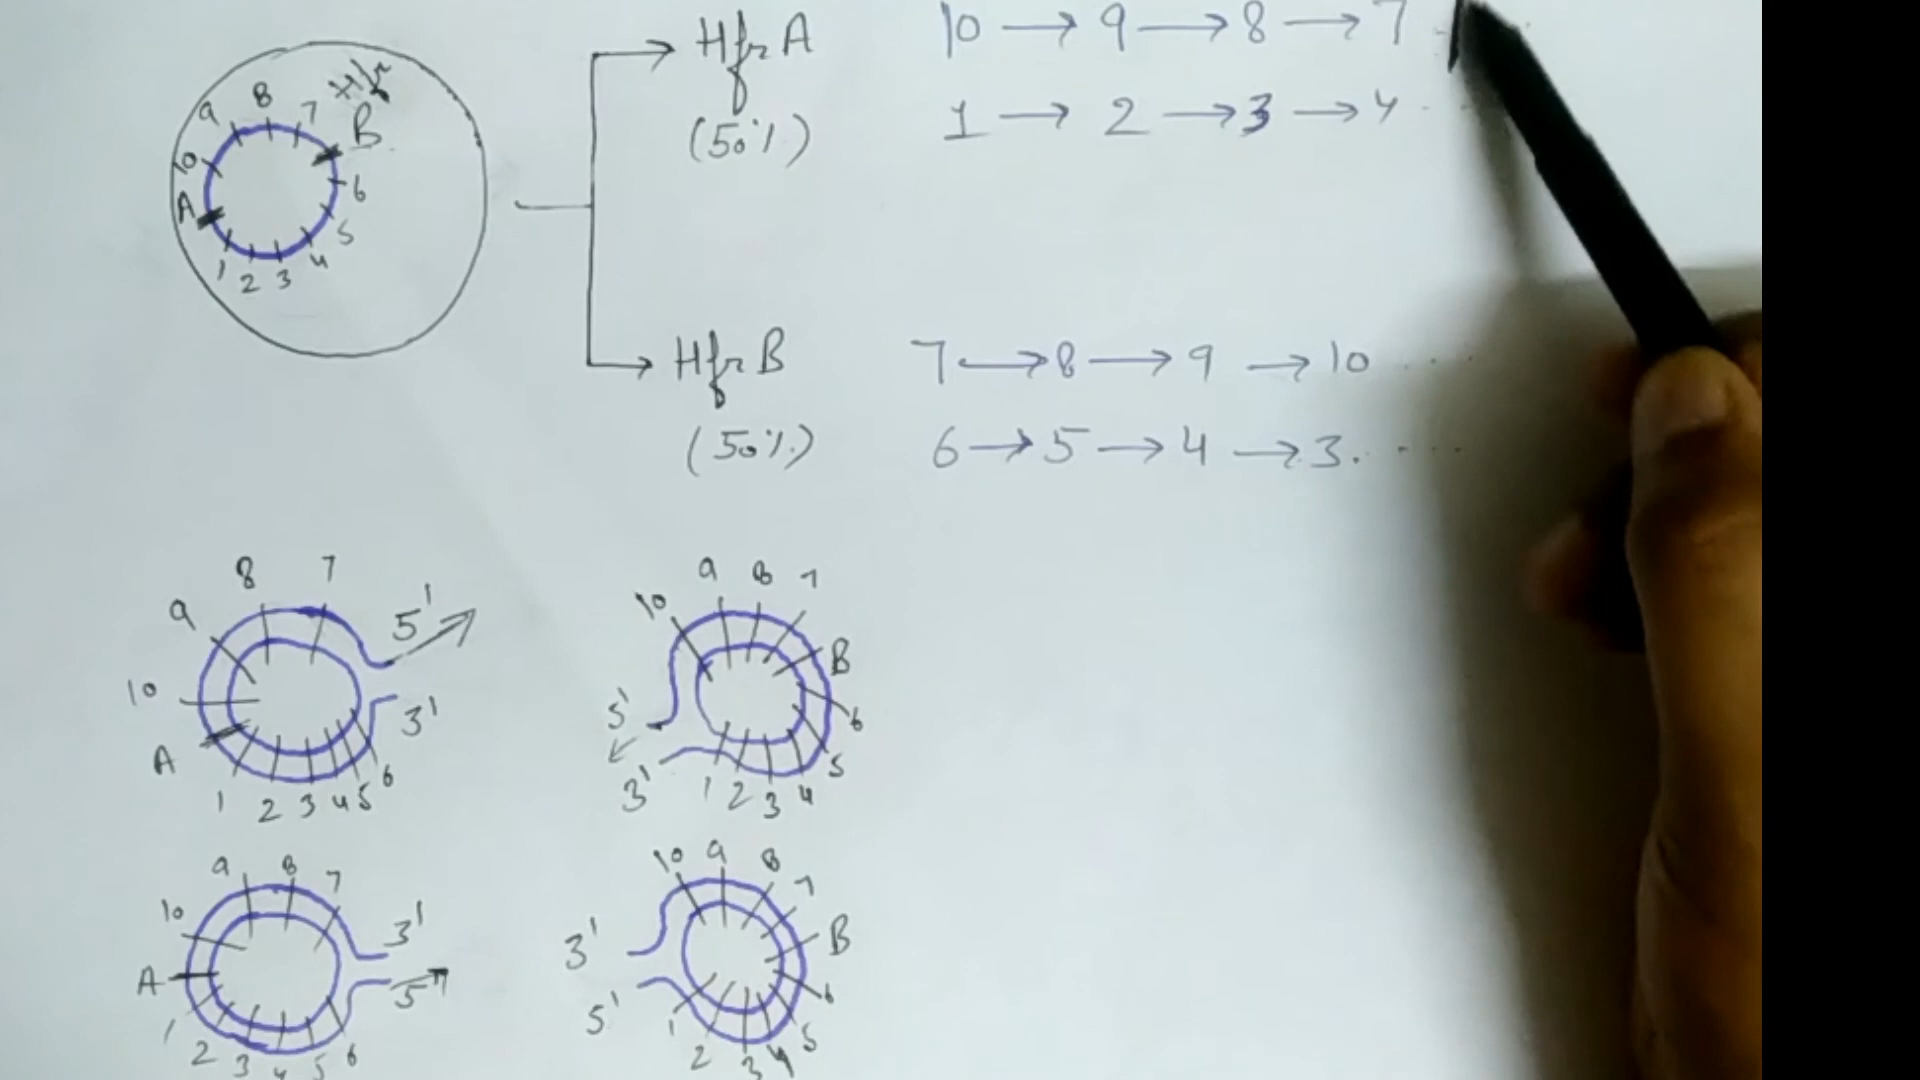 Hfr A 10 → 9 → 8 → 7
(50%) 1 → 2 → 3 → 4 . .
Hfr
9 8 7 B
10 6
A 5
1 2 3 4
Hfr B 7 → 8 → 9 → 10 . . .
(50%) 6 → 5 → 4 → 3 . . . . .
8 7
9 5'
10 3'
A
1 2 3 4 5 6
9 8 7
10 B
5' 6
3' 1 2 3 4 5
9 8 7
10 3'
A 5'
1 2 3 4 5 6
10 9 8 7
3' B
5' 6
1 2 3 4 5